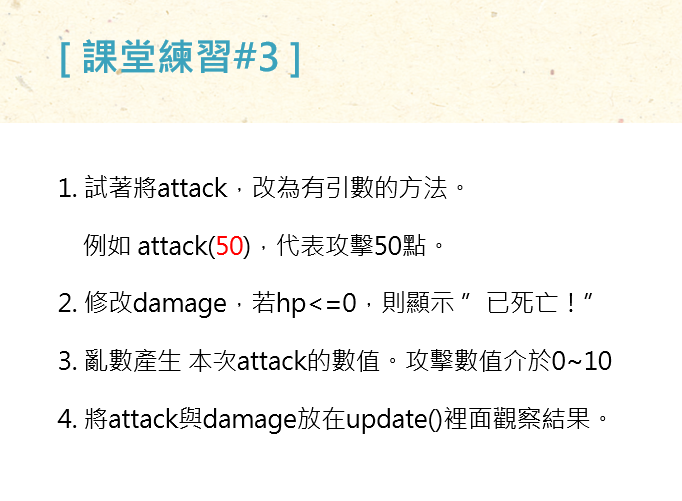 [ 課堂練習#3 ]
1. 試著將attack，改為有引數的方法。
例如 attack(50)，代表攻擊50點。
2. 修改damage，若hp<=0，則顯示 ”已死亡！”
3. 亂數產生 本次attack的數值。攻擊數值介於0~10
4. 將attack與damage放在update()裡面觀察結果。